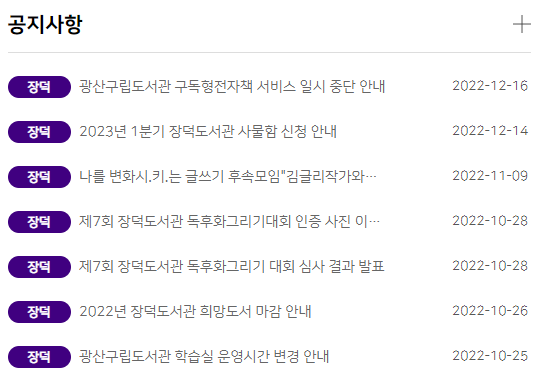 공지사항
장덕 광산구립도서관 구독형전자책 서비스 일시 중단 안내 2022-12-16
장덕 2023년 1분기 장덕도서관 사물함 신청 안내 2022-12-14
장덕 나를 변화시.키.는 글쓰기 후속모임"김글리작가와… 2022-11-09
장덕 제7회 장덕도서관 독후화그리기대회 인증 사진 이… 2022-10-28
장덕 제7회 장덕도서관 독후화그리기 대회 심사 결과 발표 2022-10-28
장덕 2022년 장덕도서관 희망도서 마감 안내 2022-10-26
장덕 광산구립도서관 학습실 운영시간 변경 안내 2022-10-25